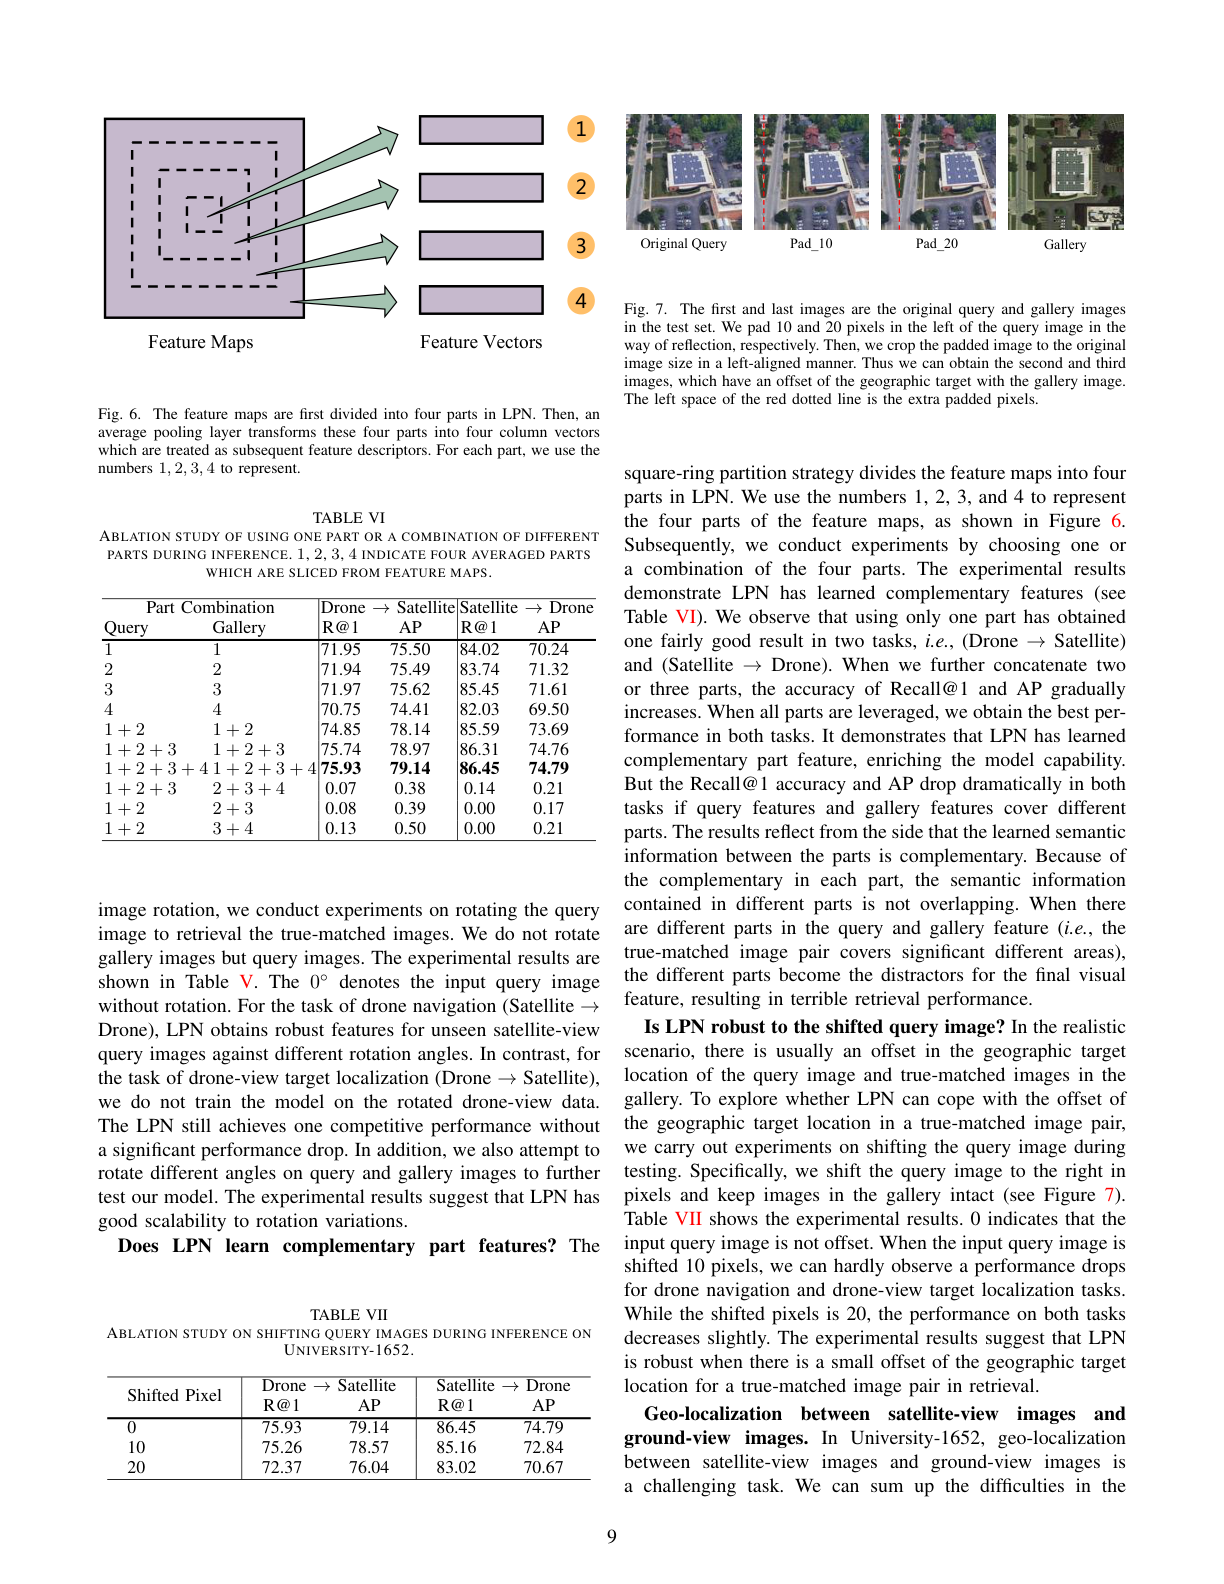 1
2
3
4
Feature Maps
Feature Vectors
Fig. 6. The feature maps are first divided into four parts in LPN. Then, an
average pooling layer transforms these four parts into four column vectors
which are treated as subsequent feature descriptors. For each part, we use the
numbers 1, 2, 3, 4 to represent.
TABLE VI
ABLATION STUDY OF USING ONE PART OR A COMBINATION OF DIFFERENT
PARTS DURING INFERENCE. 1, 2, 3, 4 INDICATE FOUR AVERAGED PARTS
WHICH ARE SLICED FROM FEATURE MAPS.
Part Combination Drone → Satellite Satellite → Drone
Query Gallery R@1 AP R@1 AP
1 1 71.95 75.50 84.02 70.24
2 2 71.94 75.49 83.74 71.32
3 3 71.97 75.62 85.45 71.61
4 4 70.75 74.41 82.03 69.50
1 + 2 1 + 2 74.85 78.14 85.59 73.69
1 + 2 + 3 1 + 2 + 3 75.74 78.97 86.31 74.76
1 + 2 + 3 + 4 1 + 2 + 3 + 4 75.93 79.14 86.45 74.79
1 + 2 + 3 2 + 3 + 4 0.07 0.38 0.14 0.21
1 + 2 2 + 3 0.08 0.39 0.00 0.17
1 + 2 3 + 4 0.13 0.50 0.00 0.21
image rotation, we conduct experiments on rotating the query
image to retrieval the true-matched images. We do not rotate
gallery images but query images. The experimental results are
shown in Table V. The 0° denotes the input query image
without rotation. For the task of drone navigation (Satellite →
Drone), LPN obtains robust features for unseen satellite-view
query images against different rotation angles. In contrast, for
the task of drone-view target localization (Drone → Satellite),
we do not train the model on the rotated drone-view data.
The LPN still achieves one competitive performance without
a significant performance drop. In addition, we also attempt to
rotate different angles on query and gallery images to further
test our model. The experimental results suggest that LPN has
good scalability to rotation variations.
Does LPN learn complementary part features? The
TABLE VII
ABLATION STUDY ON SHIFTING QUERY IMAGES DURING INFERENCE ON
UNIVERSITY-1652.
Shifted Pixel Drone → Satellite Satellite → Drone
R@1 AP R@1 AP
0 75.93 79.14 86.45 74.79
10 75.26 78.57 85.16 72.84
20 72.37 76.04 83.02 70.67
Original Query Pad_10 Pad_20 Gallery
Fig. 7. The first and last images are the original query and gallery images
in the test set. We pad 10 and 20 pixels in the left of the query image in the
way of reflection, respectively. Then, we crop the padded image to the original
image size in a left-aligned manner. Thus we can obtain the second and third
images, which have an offset of the geographic target with the gallery image.
The left space of the red dotted line is the extra padded pixels.
square-ring partition strategy divides the feature maps into four
parts in LPN. We use the numbers 1, 2, 3, and 4 to represent
the four parts of the feature maps, as shown in Figure 6.
Subsequently, we conduct experiments by choosing one or
a combination of the four parts. The experimental results
demonstrate LPN has learned complementary features (see
Table VI). We observe that using only one part has obtained
one fairly good result in two tasks, i.e., (Drone → Satellite)
and (Satellite → Drone). When we further concatenate two
or three parts, the accuracy of Recall@1 and AP gradually
increases. When all parts are leveraged, we obtain the best per-
formance in both tasks. It demonstrates that LPN has learned
complementary part feature, enriching the model capability.
But the Recall@1 accuracy and AP drop dramatically in both
tasks if query features and gallery features cover different
parts. The results reflect from the side that the learned semantic
information between the parts is complementary. Because of
the complementary in each part, the semantic information
contained in different parts is not overlapping. When there
are different parts in the query and gallery feature (i.e., the
true-matched image pair covers significant different areas),
the different parts become the distractors for the final visual
feature, resulting in terrible retrieval performance.
Is LPN robust to the shifted query image? In the realistic
scenario, there is usually an offset in the geographic target
location of the query image and true-matched images in the
gallery. To explore whether LPN can cope with the offset of
the geographic target location in a true-matched image pair,
we carry out experiments on shifting the query image during
testing. Specifically, we shift the query image to the right in
pixels and keep images in the gallery intact (see Figure 7).
Table VII shows the experimental results. 0 indicates that the
input query image is not offset. When the input query image is
shifted 10 pixels, we can hardly observe a performance drops
for drone navigation and drone-view target localization tasks.
While the shifted pixels is 20, the performance on both tasks
decreases slightly. The experimental results suggest that LPN
is robust when there is a small offset of the geographic target
location for a true-matched image pair in retrieval.
Geo-localization between satellite-view images and
ground-view images. In University-1652, geo-localization
between satellite-view images and ground-view images is
a challenging task. We can sum up the difficulties in the
9